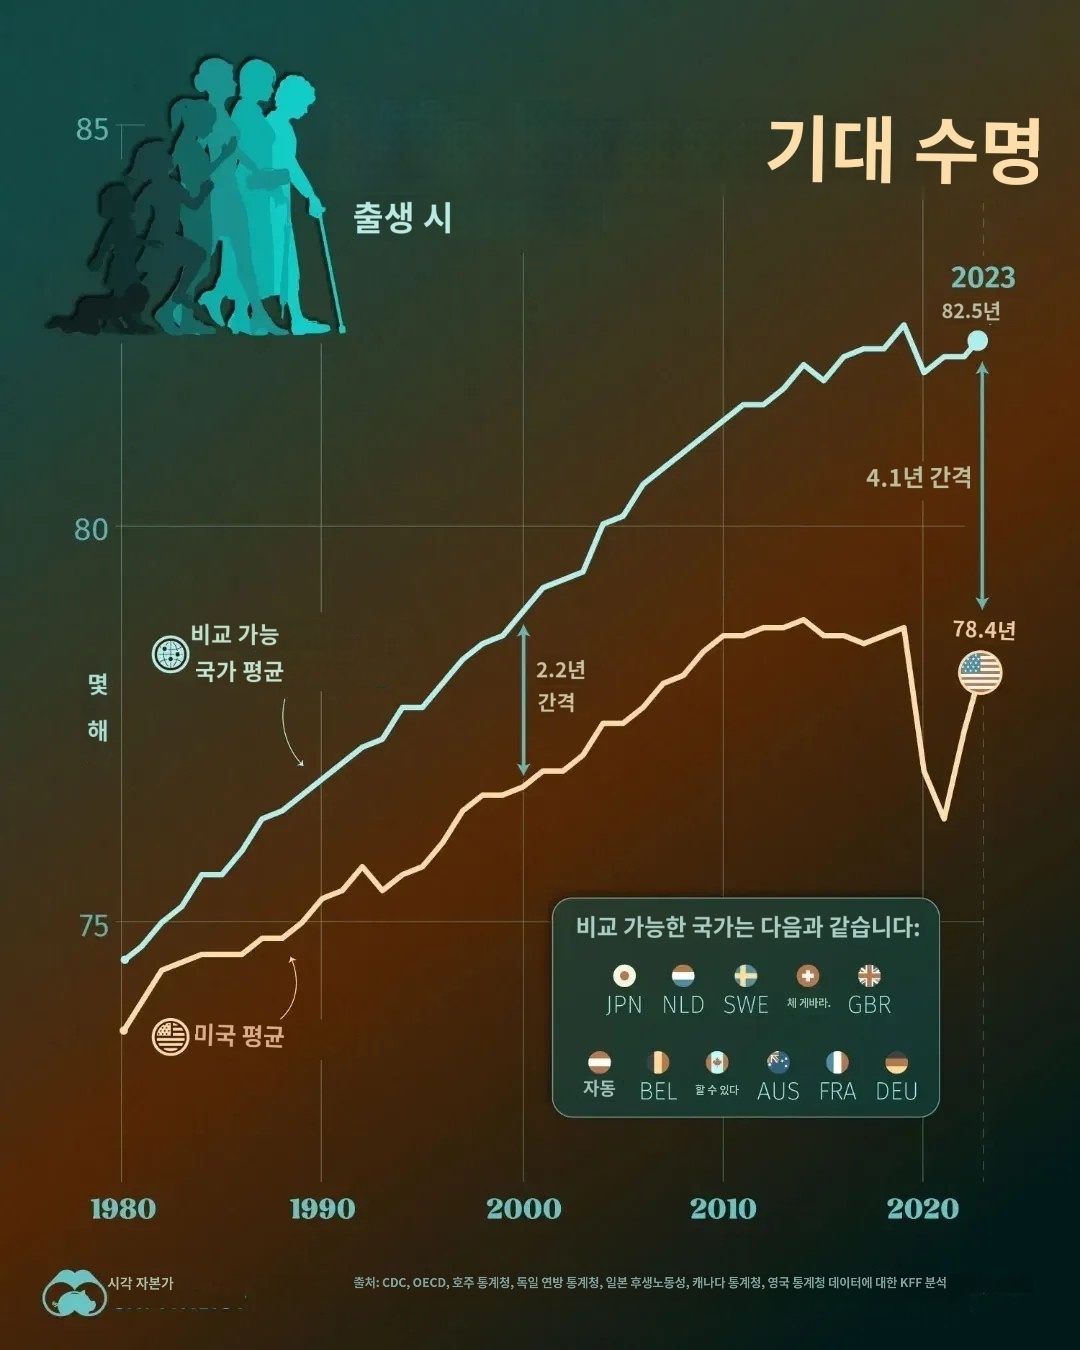 기대 수명
85
출생 시
2023
82.5년
4.1년 간격
80
비교 가능
국가 평균
78.4년
2.2년
간격
몇
해
75
비교 가능한 국가는 다음과 같습니다:
JPN NLD SWE 체 게바라. GBR
자동 BEL 할 수 있다 AUS FRA DEU
미국 평균
1980 1990 2000 2010 2020
시각 자본가
출처: CDC, OECD, 호주 통계청, 독일 연방 통계청, 일본 후생노동성, 캐나다 통계청, 영국 통계청 데이터에 대한 KFF 분석